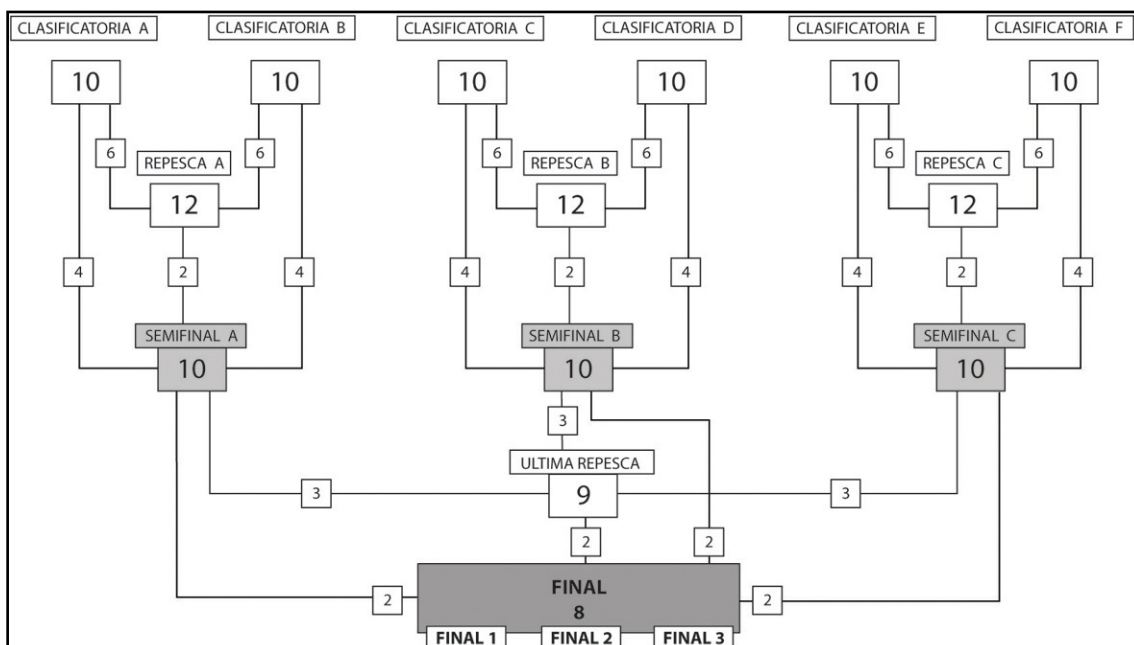 CLASIFICATORIA A
CLASIFICATORIA B
CLASIFICATORIA C
CLASIFICATORIA D
CLASIFICATORIA E
CLASIFICATORIA F
10
10
10
10
10
10
6
REPESCA A
6
6
REPESCA B
6
6
REPESCA C
6
12
12
12
4
2
4
4
2
4
4
2
4
SEMIFINAL A
SEMIFINAL B
SEMIFINAL C
10
10
10
3
ULTIMA REPESCA
3
9
3
2
2
2
FINAL
8
2
FINAL 1
FINAL 2
FINAL 3